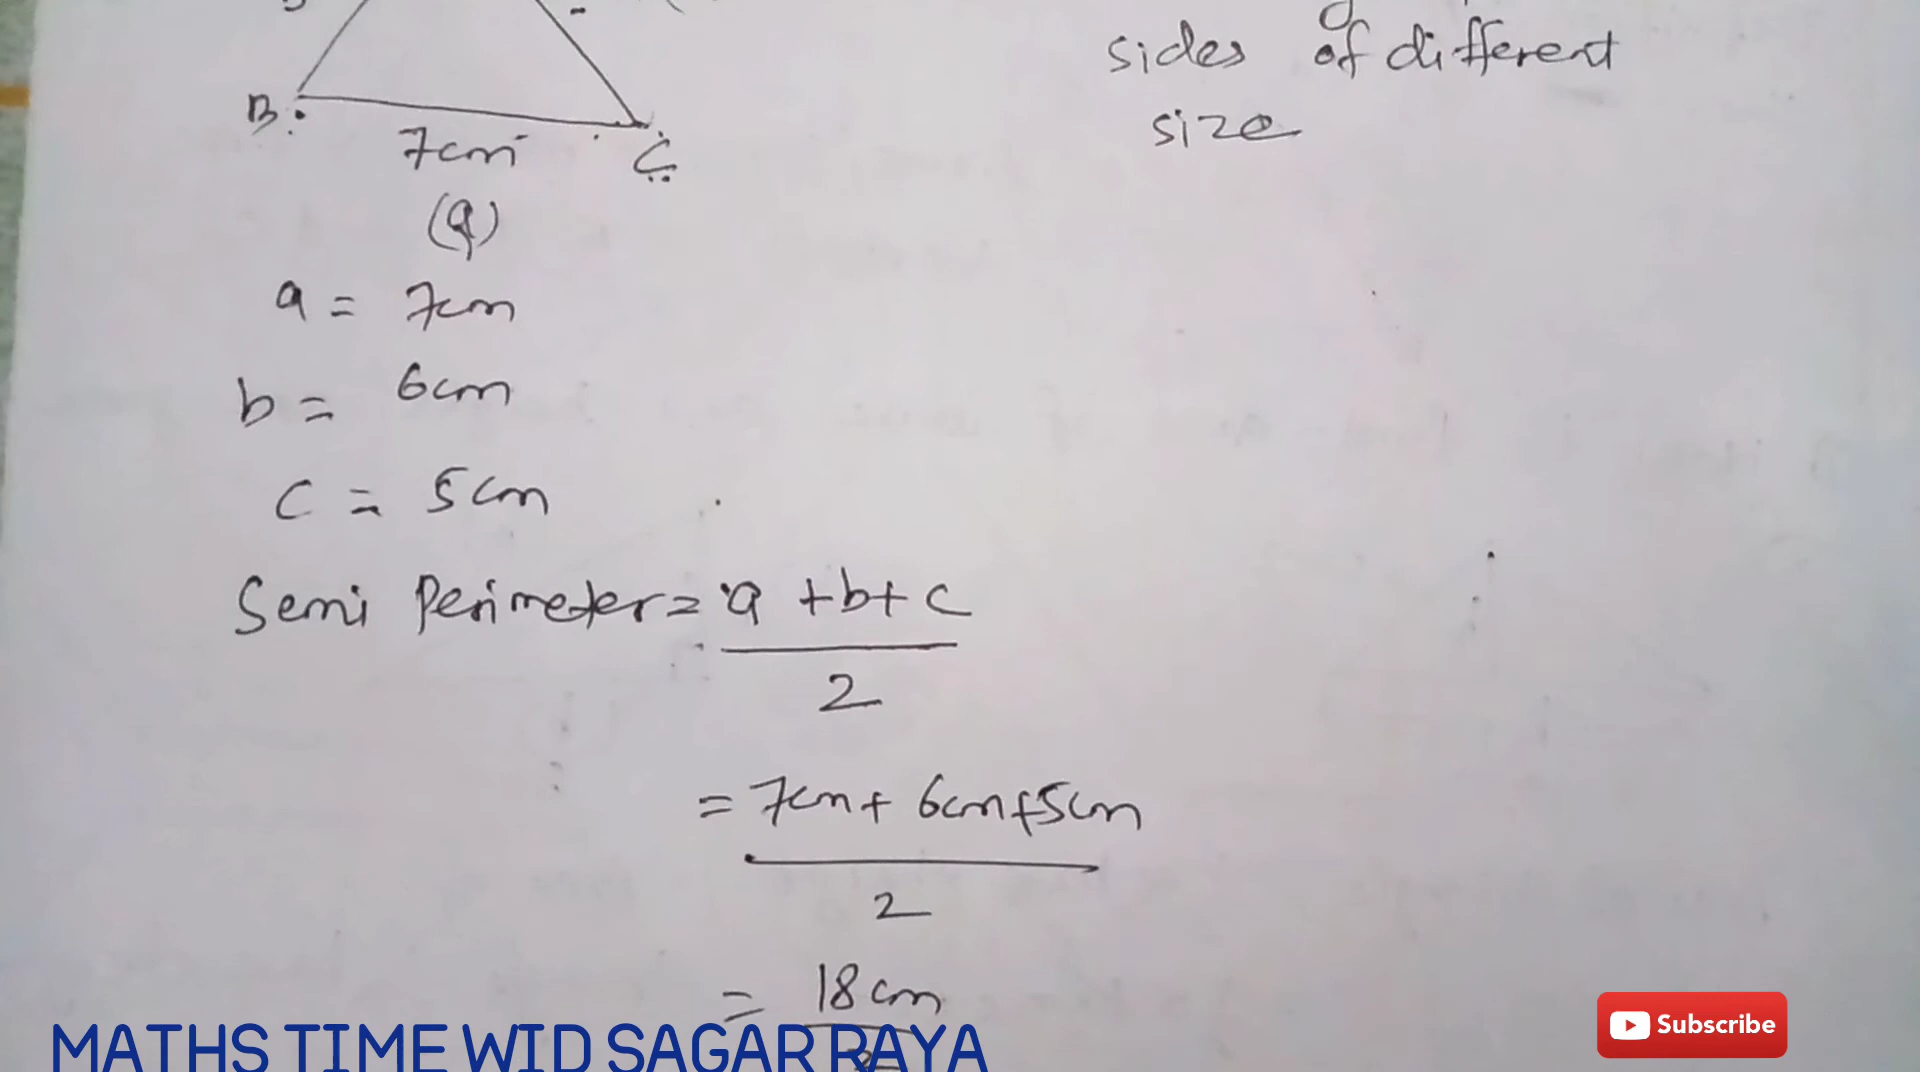 sides of different
size
B
7cm
C
(a)
a = 7cm
b = 6cm
c = 5cm
Semi Perimeter = a + b + c
2
= 7cm + 6cm + 5cm
2
= 18cm
2
MATHS TIME WID SAGAR RAYA
Subscribe